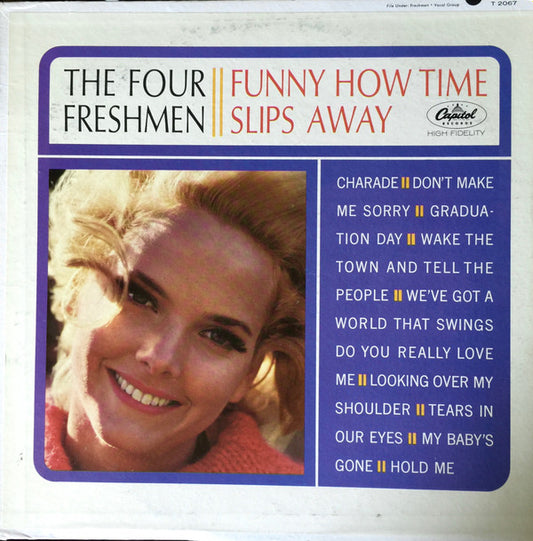 File Under: Freshmen • Vocal Group T 2067
THE FOUR FRESHMEN
FUNNY HOW TIME SLIPS AWAY
Capitol
RECORDS
HIGH FIDELITY
CHARADE || DON'T MAKE
ME SORRY || GRADUA-
TION DAY || WAKE THE
TOWN AND TELL THE
PEOPLE || WE'VE GOT A
WORLD THAT SWINGS
DO YOU REALLY LOVE
ME || LOOKING OVER MY
SHOULDER || TEARS IN
OUR EYES || MY BABY'S
GONE || HOLD ME